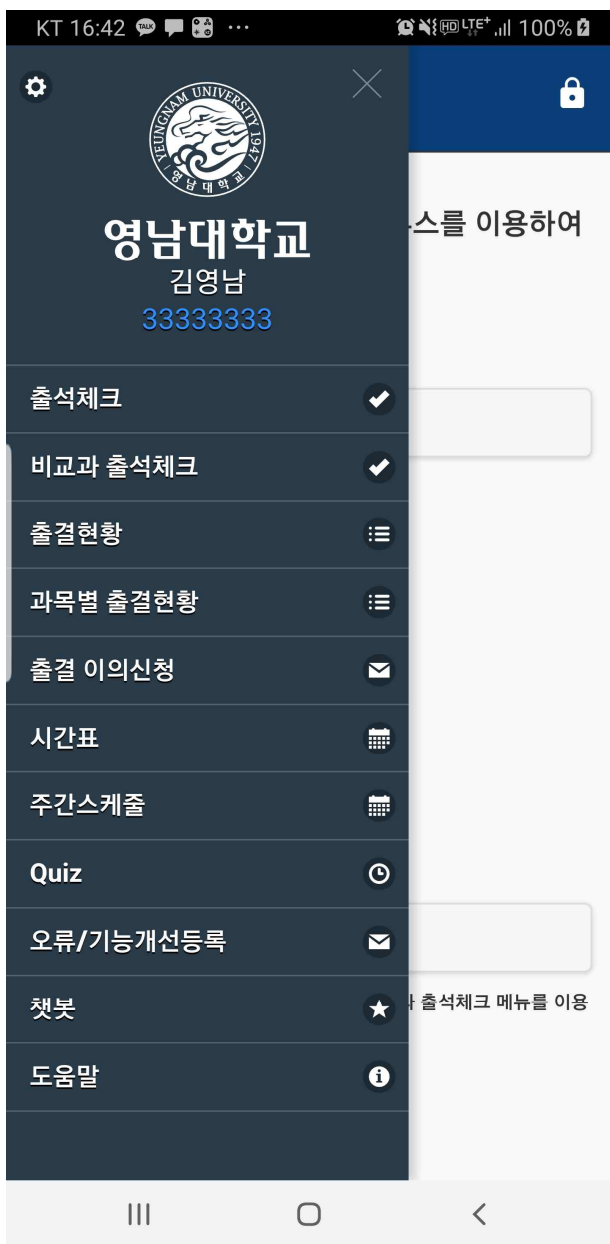 KT 16:42 TALK ··· HD LTE+ 100%
YEUNGNAM UNIVERSITY 1947
영남대학교
영남대학교
김영남
33333333
스를 이용하여
출석체크
비교과 출석체크
출결현황
과목별 출결현황
출결 이의신청
시간표
주간스케줄
Quiz
오류/기능개선등록
챗봇
출석체크 메뉴를 이용
도움말